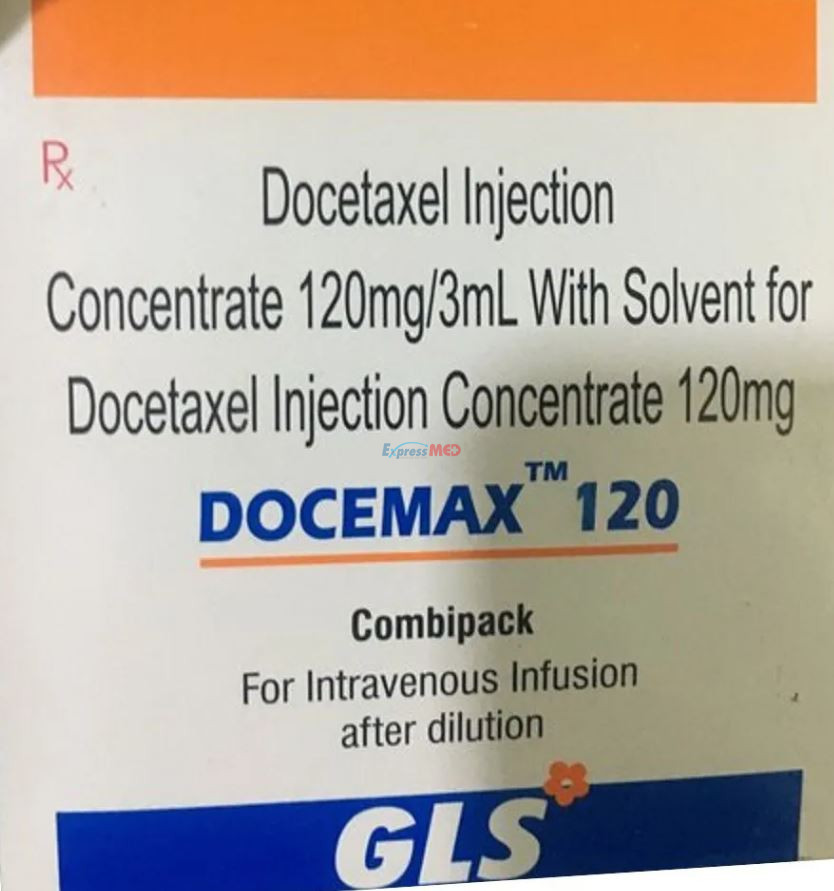 Rx
Docetaxel Injection
Concentrate 120mg/3mL With Solvent for
Docetaxel Injection Concentrate 120mg
ExpressMED
DOCEMAX™ 120
Combipack
For Intravenous Infusion
after dilution
GLS